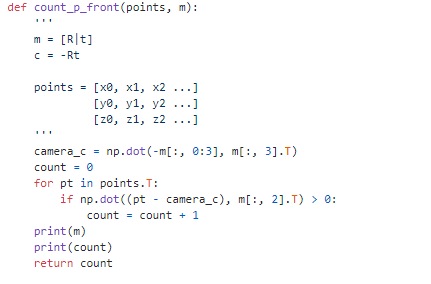 def count_p_front(points, m):
    '''
    m = [R|t]
    c = -Rt

    points = [x0, x1, x2 ...]
             [y0, y1, y2 ...]
             [z0, z1, z2 ...]
    '''
    camera_c = np.dot(-m[:, 0:3], m[:, 3].T)
    count = 0
    for pt in points.T:
        if np.dot((pt - camera_c), m[:, 2].T) > 0:
            count = count + 1
    print(m)
    print(count)
    return count